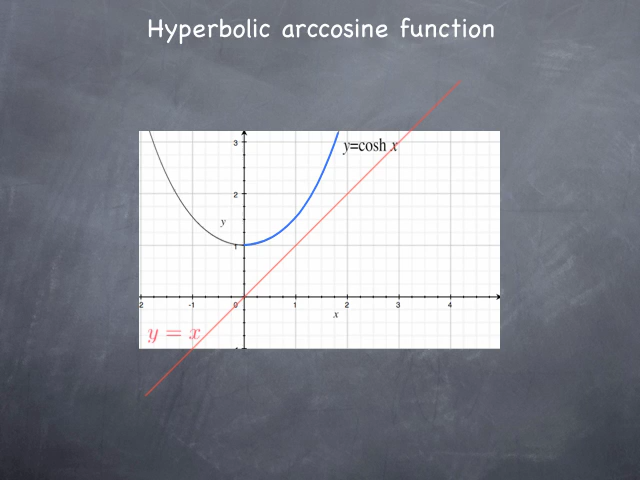 Hyperbolic arccosine function
3
y=cosh x
2
y
1
2 -1 0 1 2 3 4
x
y = x